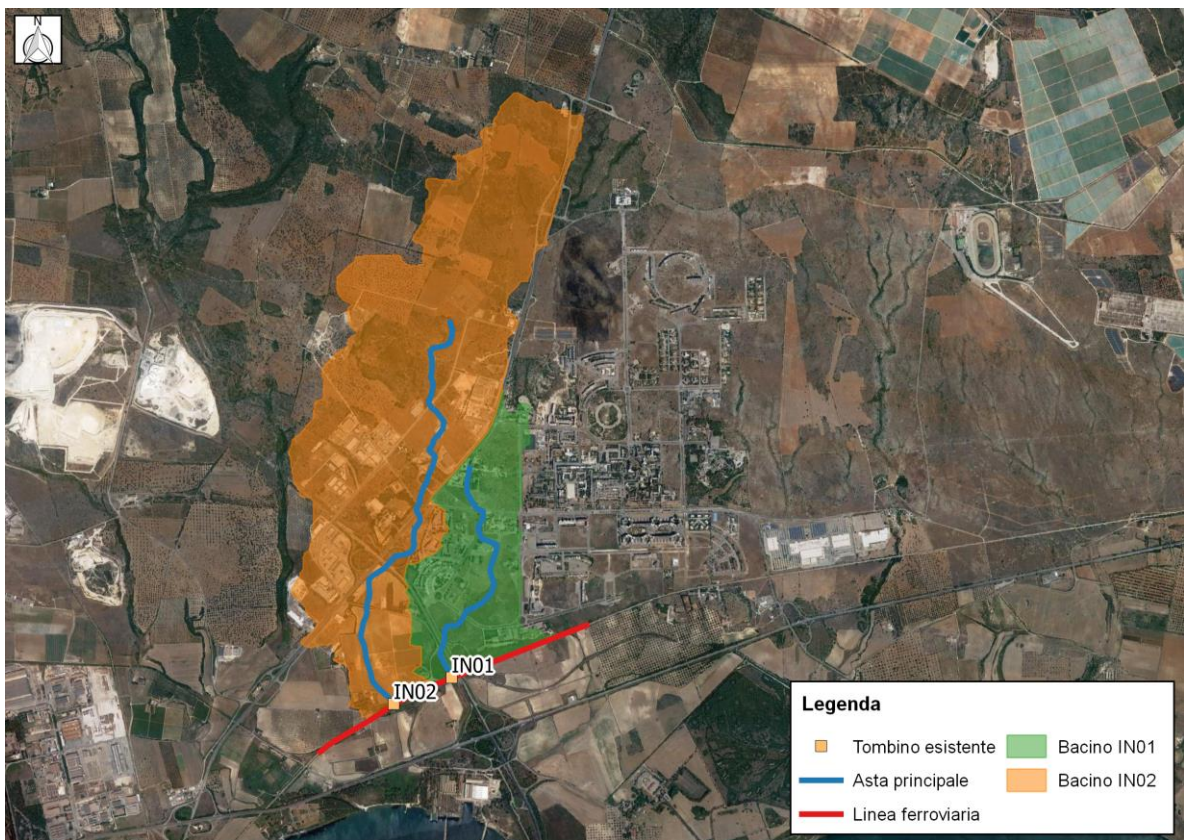 N
IN01
IN02
Legenda
Tombino esistente
Bacino IN01
Asta principale
Bacino IN02
Linea ferroviaria